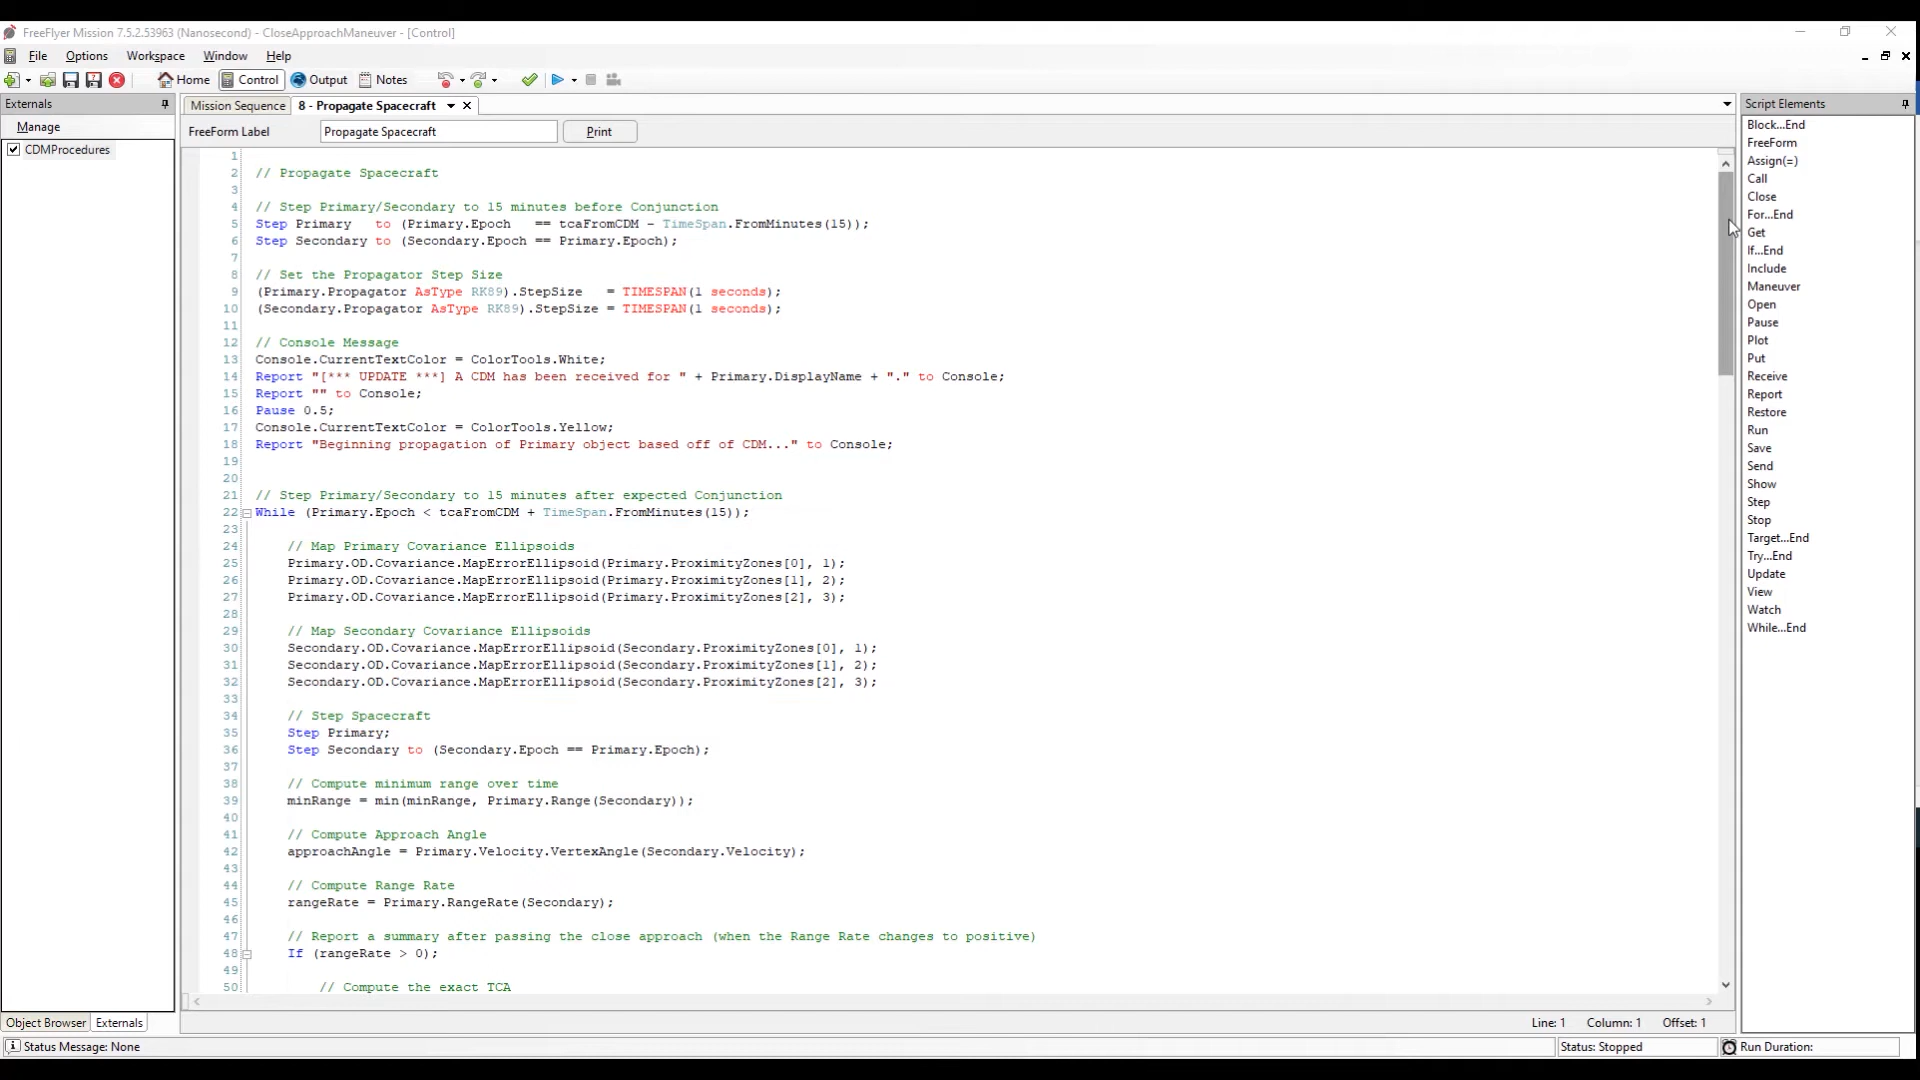 FreeFlyer Mission 7.5.2.53963 (Nanosecond) - CloseApproachManeuver - [Control]
File Options Workspace Window Help
Home Control Output Notes
Externals
Manage
CDMProcedures
Mission Sequence 8 - Propagate Spacecraft
FreeForm Label Propagate Spacecraft Print
1
2 // Propagate Spacecraft
3
4 // Step Primary/Secondary to 15 minutes before Conjunction
5 Step Primary   to (Primary.Epoch   == tcaFromCDM - TimeSpan.FromMinutes(15));
6 Step Secondary to (Secondary.Epoch == Primary.Epoch);
7
8 // Set the Propagator Step Size
9 (Primary.Propagator AsType RK89).StepSize   = TIMESPAN(1 seconds);
10 (Secondary.Propagator AsType RK89).StepSize = TIMESPAN(1 seconds);
11
12 // Console Message
13 Console.CurrentTextColor = ColorTools.White;
14 Report "[*** UPDATE ***] A CDM has been received for " + Primary.DisplayName + "." to Console;
15 Report "" to Console;
16 Pause 0.5;
17 Console.CurrentTextColor = ColorTools.Yellow;
18 Report "Beginning propagation of Primary object based off of CDM..." to Console;
19
20
21 // Step Primary/Secondary to 15 minutes after expected Conjunction
22 While (Primary.Epoch < tcaFromCDM + TimeSpan.FromMinutes(15));
23
24 // Map Primary Covariance Ellipsoids
25 Primary.OD.Covariance.MapErrorEllipsoid(Primary.ProximityZones[0], 1);
26 Primary.OD.Covariance.MapErrorEllipsoid(Primary.ProximityZones[1], 2);
27 Primary.OD.Covariance.MapErrorEllipsoid(Primary.ProximityZones[2], 3);
28
29 // Map Secondary Covariance Ellipsoids
30 Secondary.OD.Covariance.MapErrorEllipsoid(Secondary.ProximityZones[0], 1);
31 Secondary.OD.Covariance.MapErrorEllipsoid(Secondary.ProximityZones[1], 2);
32 Secondary.OD.Covariance.MapErrorEllipsoid(Secondary.ProximityZones[2], 3);
33
34 // Step Spacecraft
35 Step Primary;
36 Step Secondary to (Secondary.Epoch == Primary.Epoch);
37
38 // Compute minimum range over time
39 minRange = min(minRange, Primary.Range(Secondary));
40
41 // Compute Approach Angle
42 approachAngle = Primary.Velocity.VertexAngle(Secondary.Velocity);
43
44 // Compute Range Rate
45 rangeRate = Primary.RangeRate(Secondary);
46
47 // Report a summary after passing the close approach (when the Range Rate changes to positive)
48 If (rangeRate > 0);
49
50 // Compute the exact TCA
Line: 1 Column: 1 Offset: 1
Script Elements
Block...End
FreeForm
Assign(=)
Call
Close
For...End
Get
If...End
Include
Maneuver
Open
Pause
Plot
Put
Receive
Report
Restore
Run
Save
Send
Show
Step
Stop
Target...End
Try...End
Update
View
Watch
While...End
Object Browser Externals
Status Message: None Status: Stopped Run Duration: